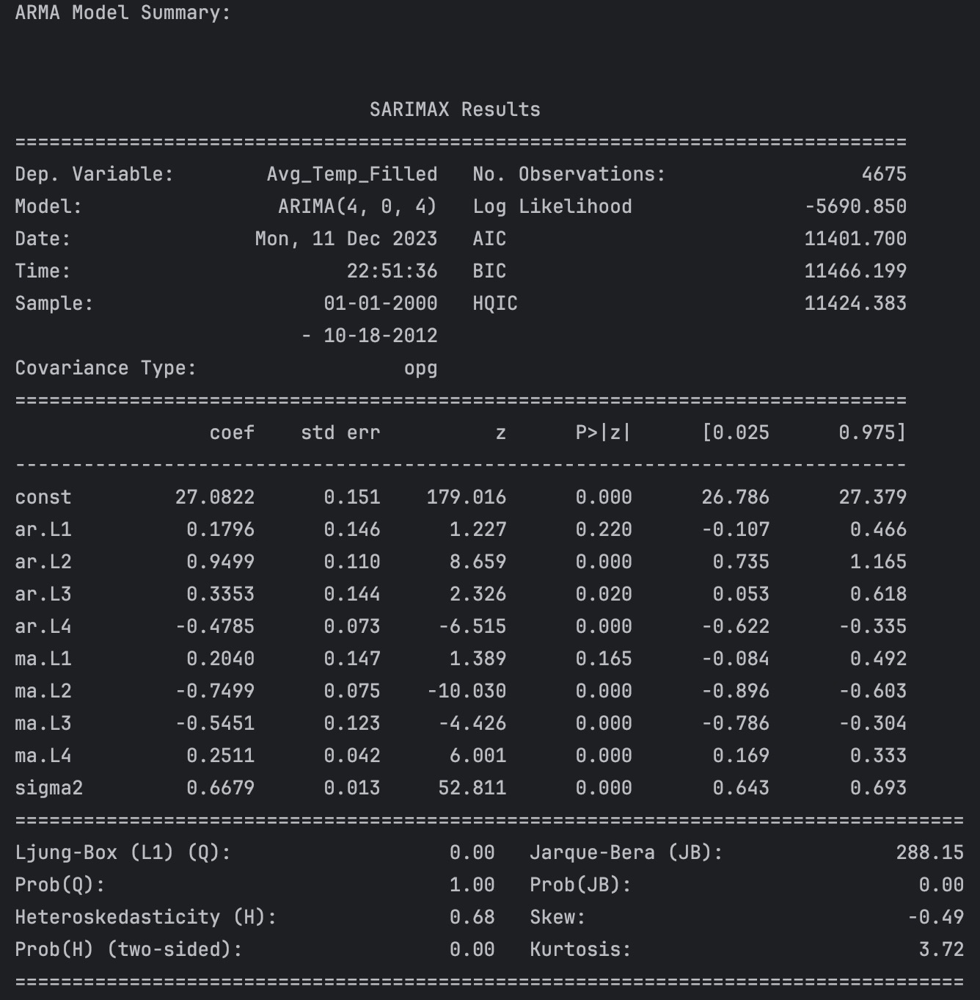 ARMA Model Summary:
SARIMAX Results
==============================================================================
Dep. Variable:        Avg_Temp_Filled   No. Observations:                 4675
Model:                 ARIMA(4, 0, 4)   Log Likelihood               -5690.850
Date:                Mon, 11 Dec 2023   AIC                          11401.700
Time:                        22:51:36   BIC                          11466.199
Sample:                    01-01-2000   HQIC                         11424.383
                         - 10-18-2012
Covariance Type:                  opg
==============================================================================
                 coef    std err          z      P>|z|      [0.025      0.975]
------------------------------------------------------------------------------
const         27.0822      0.151    179.016      0.000      26.786      27.379
ar.L1          0.1796      0.146      1.227      0.220      -0.107       0.466
ar.L2          0.9499      0.110      8.659      0.000       0.735       1.165
ar.L3          0.3353      0.144      2.326      0.020       0.053       0.618
ar.L4         -0.4785      0.073     -6.515      0.000      -0.622      -0.335
ma.L1          0.2040      0.147      1.389      0.165      -0.084       0.492
ma.L2         -0.7499      0.075    -10.030      0.000      -0.896      -0.603
ma.L3         -0.5451      0.123     -4.426      0.000      -0.786      -0.304
ma.L4          0.2511      0.042      6.001      0.000       0.169       0.333
sigma2         0.6679      0.013     52.811      0.000       0.643       0.693
===================================================================================
Ljung-Box (L1) (Q):                   0.00   Jarque-Bera (JB):               288.15
Prob(Q):                              1.00   Prob(JB):                         0.00
Heteroskedasticity (H):               0.68   Skew:                            -0.49
Prob(H) (two-sided):                  0.00   Kurtosis:                         3.72
===================================================================================